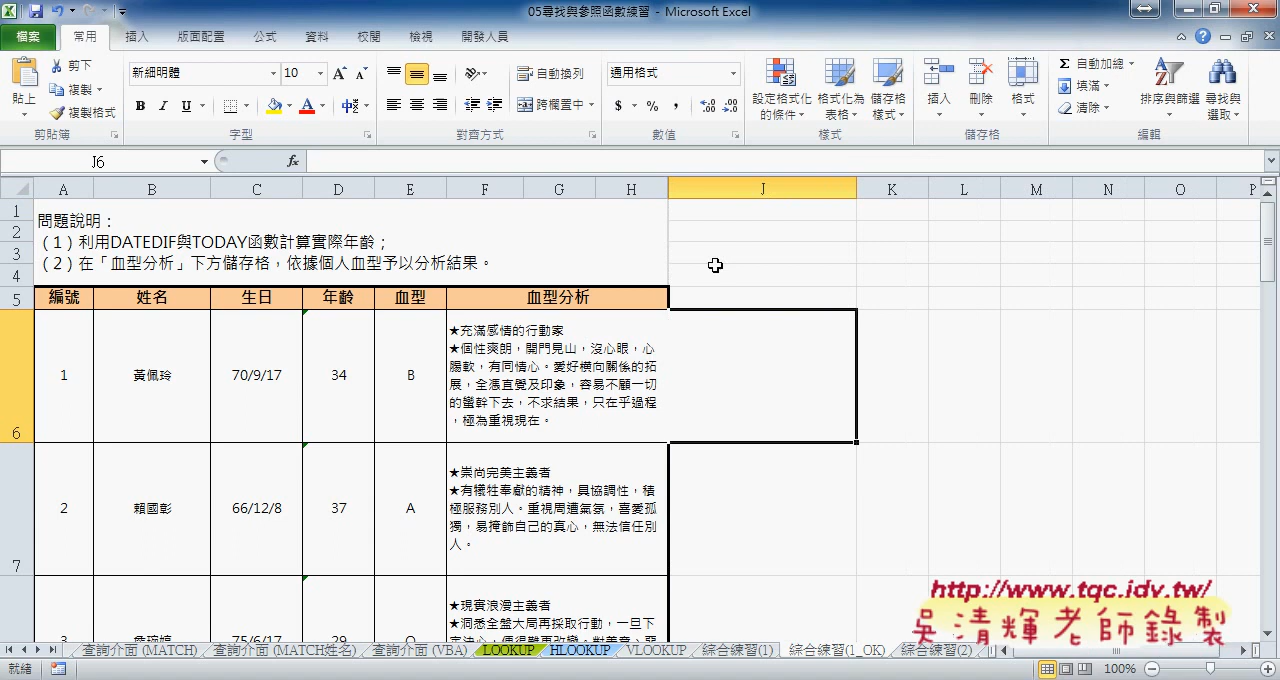 05尋找與參照函數練習 - Microsoft Excel
檔案 常用 插入 版面配置 公式 資料 校閱 檢視 開發人員
貼上 剪下 複製 複製格式 剪貼簿
新細明體 10 A A B I U A 中 字型
自動換列 跨欄置中 對齊方式
通用格式 $ % , .00 .00 數值
設定格式化的條件 格式化為表格 儲存格樣式 樣式
插入 刪除 格式 儲存格
Σ 自動加總 填滿 清除 排序與篩選 尋找與選取 編輯
J6 fx
A B C D E F G H J K L M N O P
1
2
3
4
問題說明：
（1）利用DATEDIF與TODAY函數計算實際年齡；
（2）在「血型分析」下方儲存格，依據個人血型予以分析結果。
5 編號 姓名 生日 年齡 血型 血型分析
6 1 黃佩玲 70/9/17 34 B
★充滿感情的行動家
★個性爽朗，開門見山，沒心眼，心
腸軟，有同情心。愛好橫向關係的拓
展，全憑直覺及印象，容易不顧一切
的蠻幹下去，不求結果，只在乎過程
，極為重視現在。
7 2 賴國彰 66/12/8 37 A
★崇尚完美主義者
★有犧牲奉獻的精神，具協調性，積
極服務別人。重視周遭氣氛，喜愛孤
獨，易掩飾自己的真心，無法信任別
人。
3 75/6/17 29 O
★現實浪漫主義者
★洞悉全盤大局再採取行動，一旦下
http://www.tqc.idv.tw/
吳清輝老師錄製
查詢介面 (MATCH) 查詢介面 (MATCH姓名) 查詢介面 (VBA) LOOKUP HLOOKUP VLOOKUP 綜合練習(1) 綜合練習(1_OK) 綜合練習(2)
就緒 100%